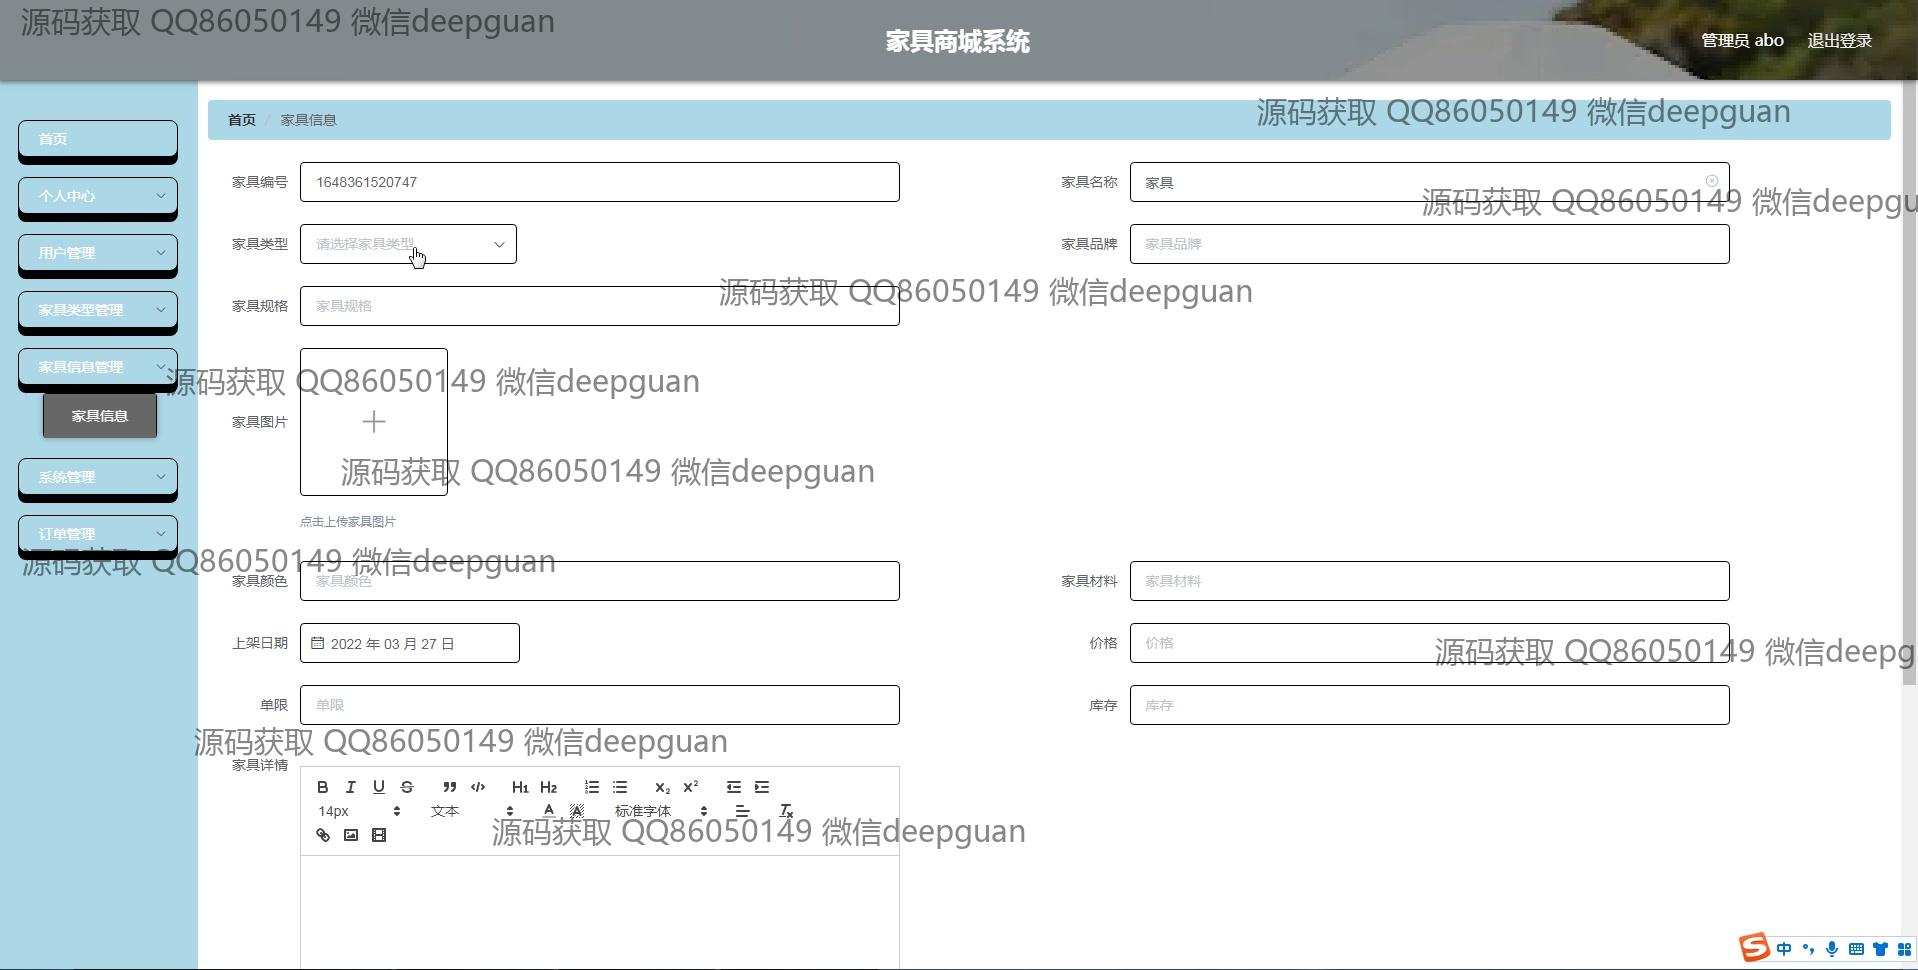 源码获取 QQ86050149 微信deepguan
家具商城系统
管理员 abo
退出登录
首页
个人中心
用户管理
家具类型管理
家具信息管理
家具信息
系统管理
订单管理
首页 / 家具信息
源码获取 QQ86050149 微信deepguan
家具编号
1648361520747
家具名称
家具
源码获取 QQ86050149 微信deepgu
家具类型
请选择家具类型
家具品牌
家具品牌
源码获取 QQ86050149 微信deepguan
家具规格
家具规格
源码获取 QQ86050149 微信deepguan
家具图片
源码获取 QQ86050149 微信deepguan
点击上传家具图片
源码获取 QQ86050149 微信deepguan
家具颜色
家具颜色
家具材料
家具材料
上架日期
2022 年 03 月 27 日
价格
价格
源码获取 QQ86050149 微信deepg
单限
单限
库存
库存
源码获取 QQ86050149 微信deepguan
家具详情
B I U S H1 H2 x2 x2
14px 文本 A A 标准字体 Tx
源码获取 QQ86050149 微信deepguan
S 中